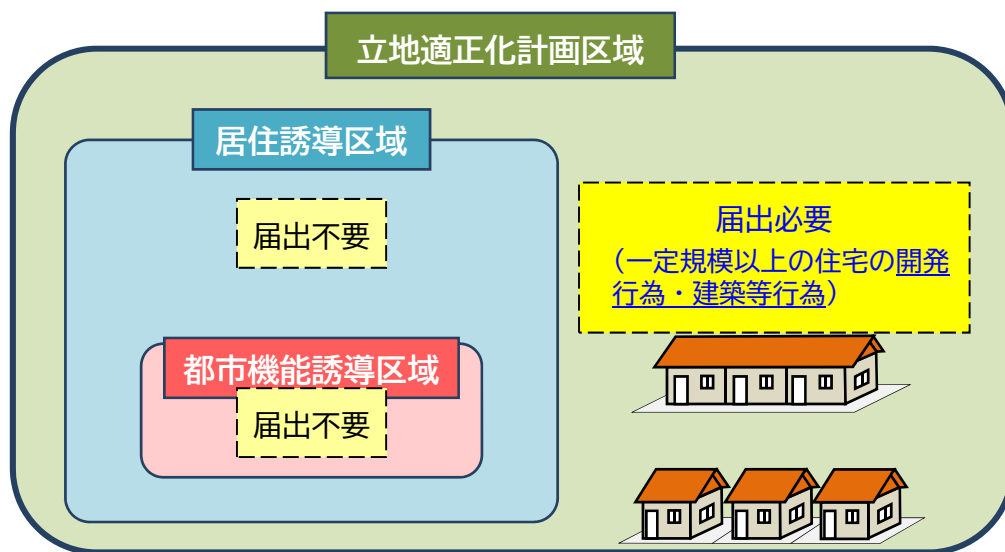 立地適正化計画区域
居住誘導区域
届出不要
届出必要
（一定規模以上の住宅の開発
行為・建築等行為）
都市機能誘導区域
届出不要